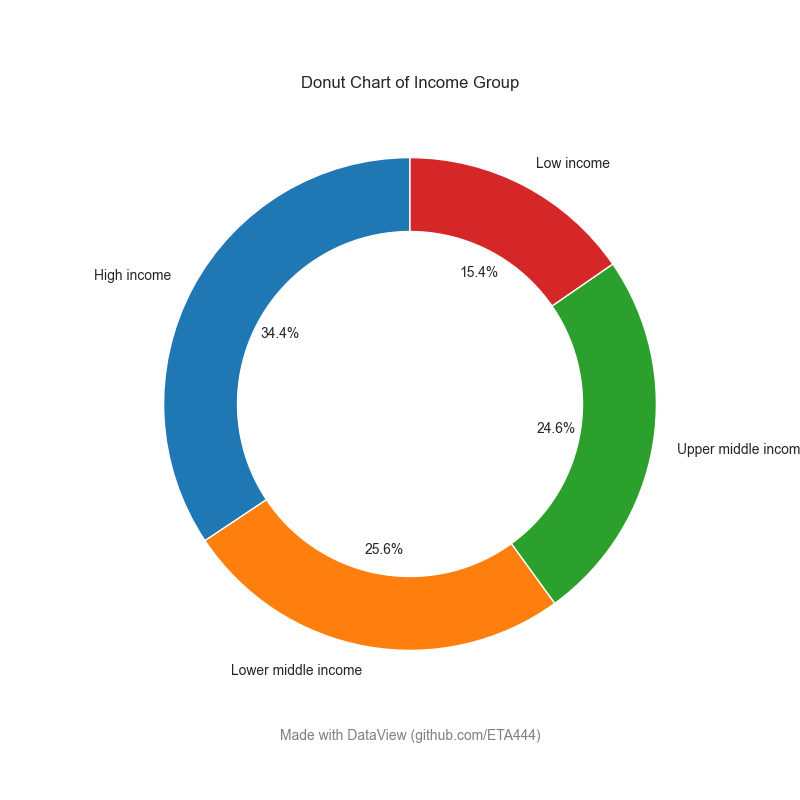 Donut Chart of Income Group
Low income
High income
15.4%
34.4%
24.6%
Upper middle incom
25.6%
Lower middle income
Made with DataView (github.com/ETA444)